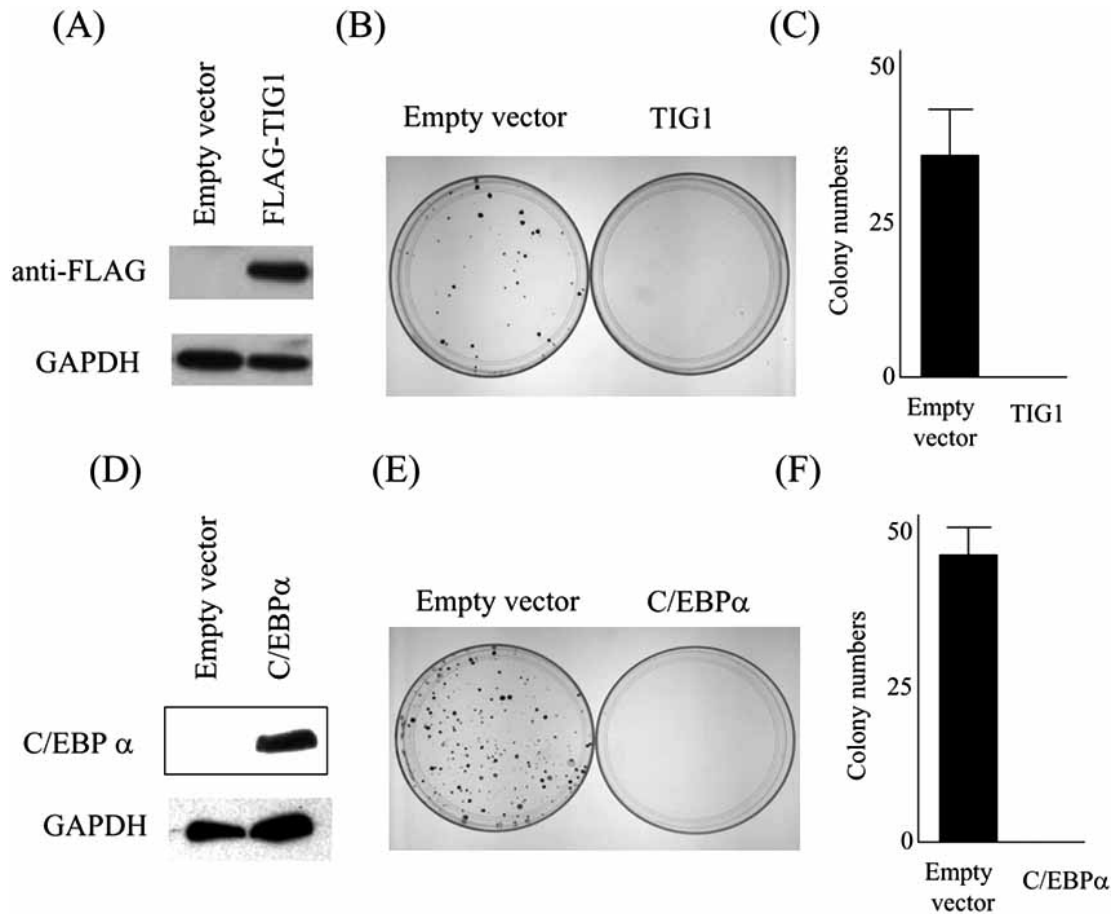 (A)
Empty vector
FLAG-TIG1
anti-FLAG
GAPDH
(B)
Empty vector
TIG1
(C)
Colony numbers
50
25
0
Empty
vector
TIG1
(D)
Empty vector
C/EBPα
C/EBP α
GAPDH
(E)
Empty vector
C/EBPα
(F)
Colony numbers
50
25
0
Empty
vector
C/EBPα